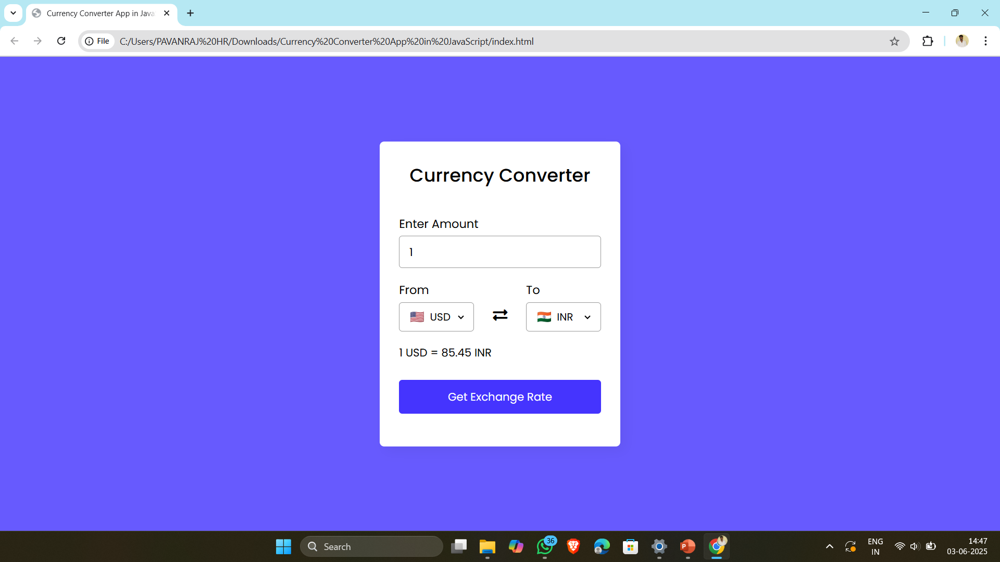 Currency Converter App in Java
File C:/Users/PAVANRAJ%20HR/Downloads/Currency%20Converter%20App%20in%20JavaScript/index.html
Currency Converter
Enter Amount
1
From To
USD INR
1 USD = 85.45 INR
Get Exchange Rate
Search
36
P
ENG
IN
14:47
03-06-2025